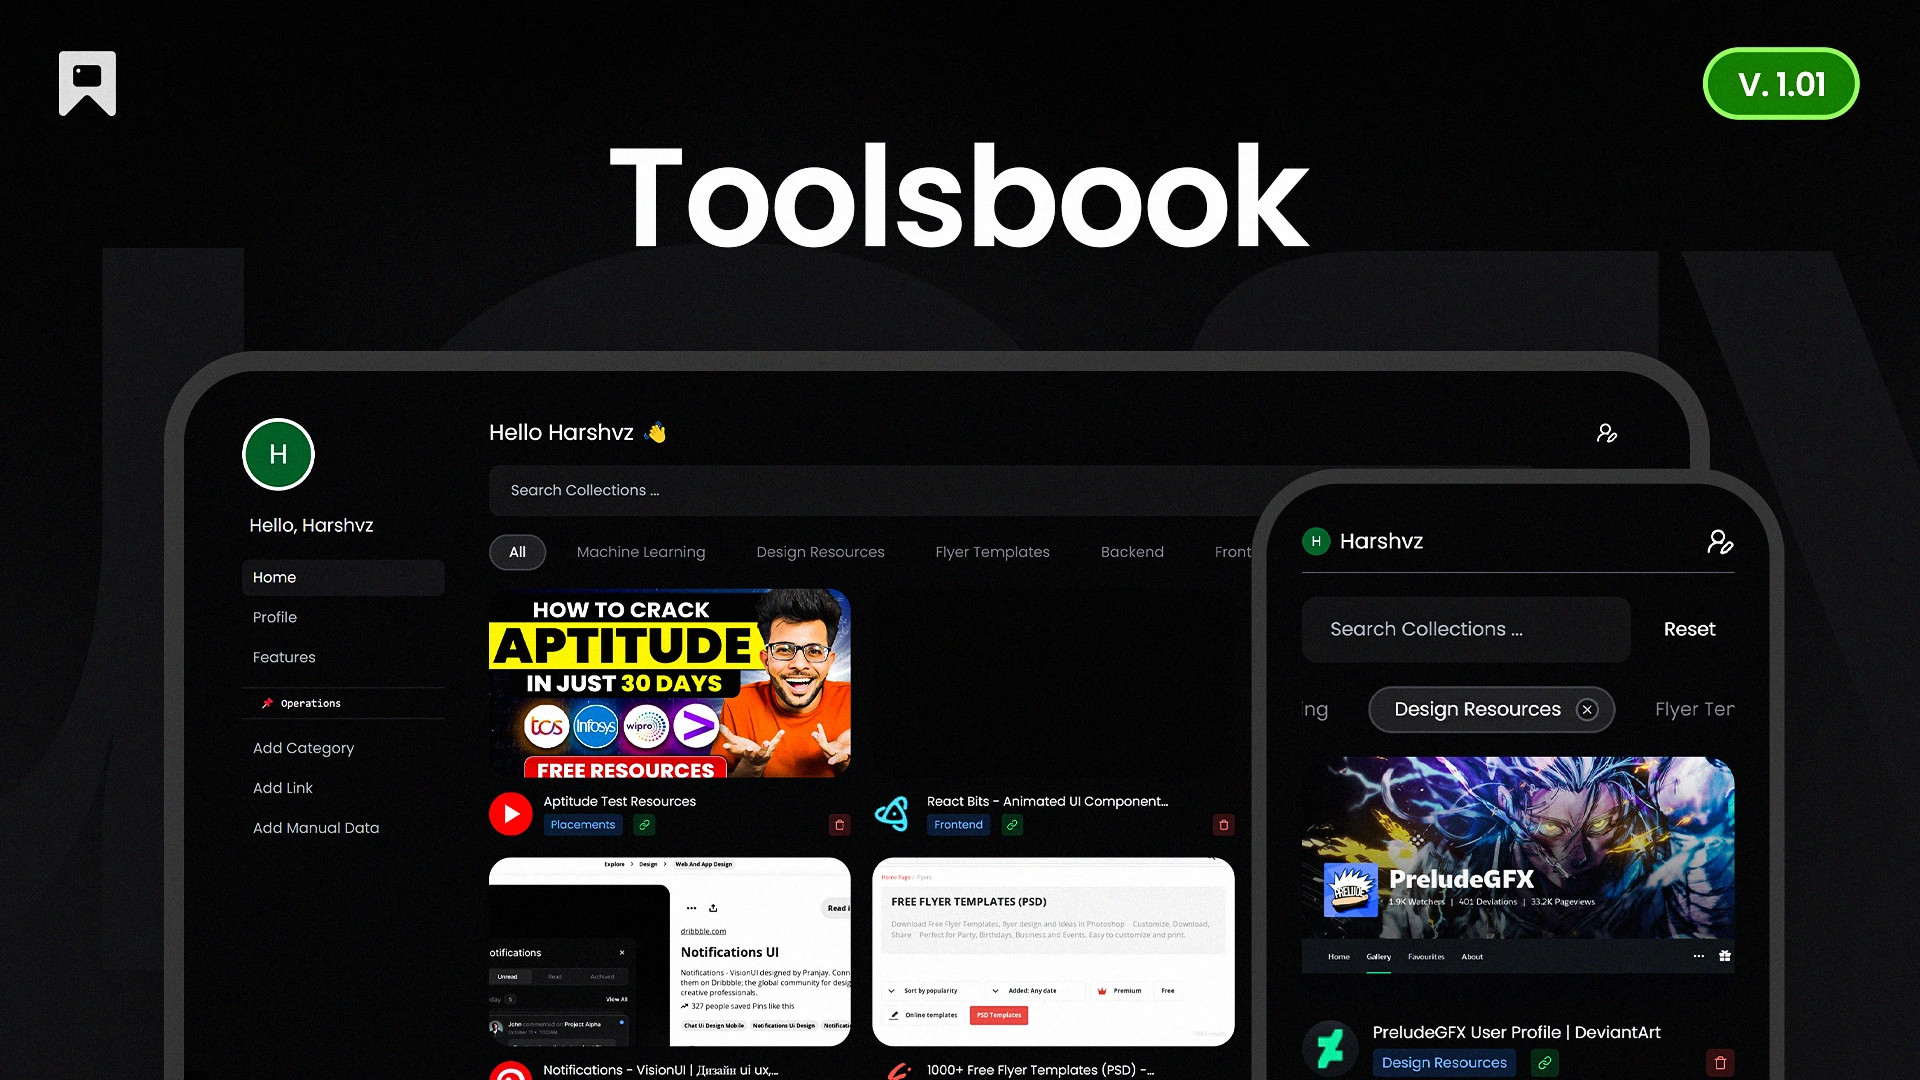 V. 1.01
Toolsbook
H
Hello, Harshvz
Home
Profile
Features
Operations
Add Category
Add Link
Add Manual Data
Hello Harshvz
Search Collections ...
All
Machine Learning
Design Resources
Flyer Templates
Backend
Front
HOW TO CRACK
APTITUDE
IN JUST 30 DAYS
tcs
Infosys
wipro
FREE RESOURCES
Aptitude Test Resources
Placements
React Bits - Animated UI Component...
Frontend
Explore > Design > Web And App Design
Read i
dribbble.com
Notifications UI
Notifications - VisionUI designed by Pranjay. Conn
them on Dribbble; the global community for desig
creative professionals.
327 people saved Pins like this
Chat Ui Design Mobile
Notifications Ui Design
Notificati
otifications
Unread
Read
Archived
day 5
View All
John commented on Project Alpha
Notifications - VisionUI | Дизайн ui ux,...
Home Page / Flyers
FREE FLYER TEMPLATES (PSD)
Download Free Flyer Templates, flyer design and ideas in Photoshop Customize, Download,
Share Perfect for Party, Birthdays, Business and Events. Easy to customize and print.
Sort by popularity
Added: Any date
Premium
Free
Online templates
PSD Templates
1000+ Free Flyer Templates (PSD) -...
H
Harshvz
Search Collections ...
Reset
ing
Design Resources
Flyer Ter
PRELUDE
PreludeGFX
1.9K Watchers | 401 Deviations | 33.2K Pageviews
Home
Gallery
Favourites
About
PreludeGFX User Profile | DeviantArt
Design Resources